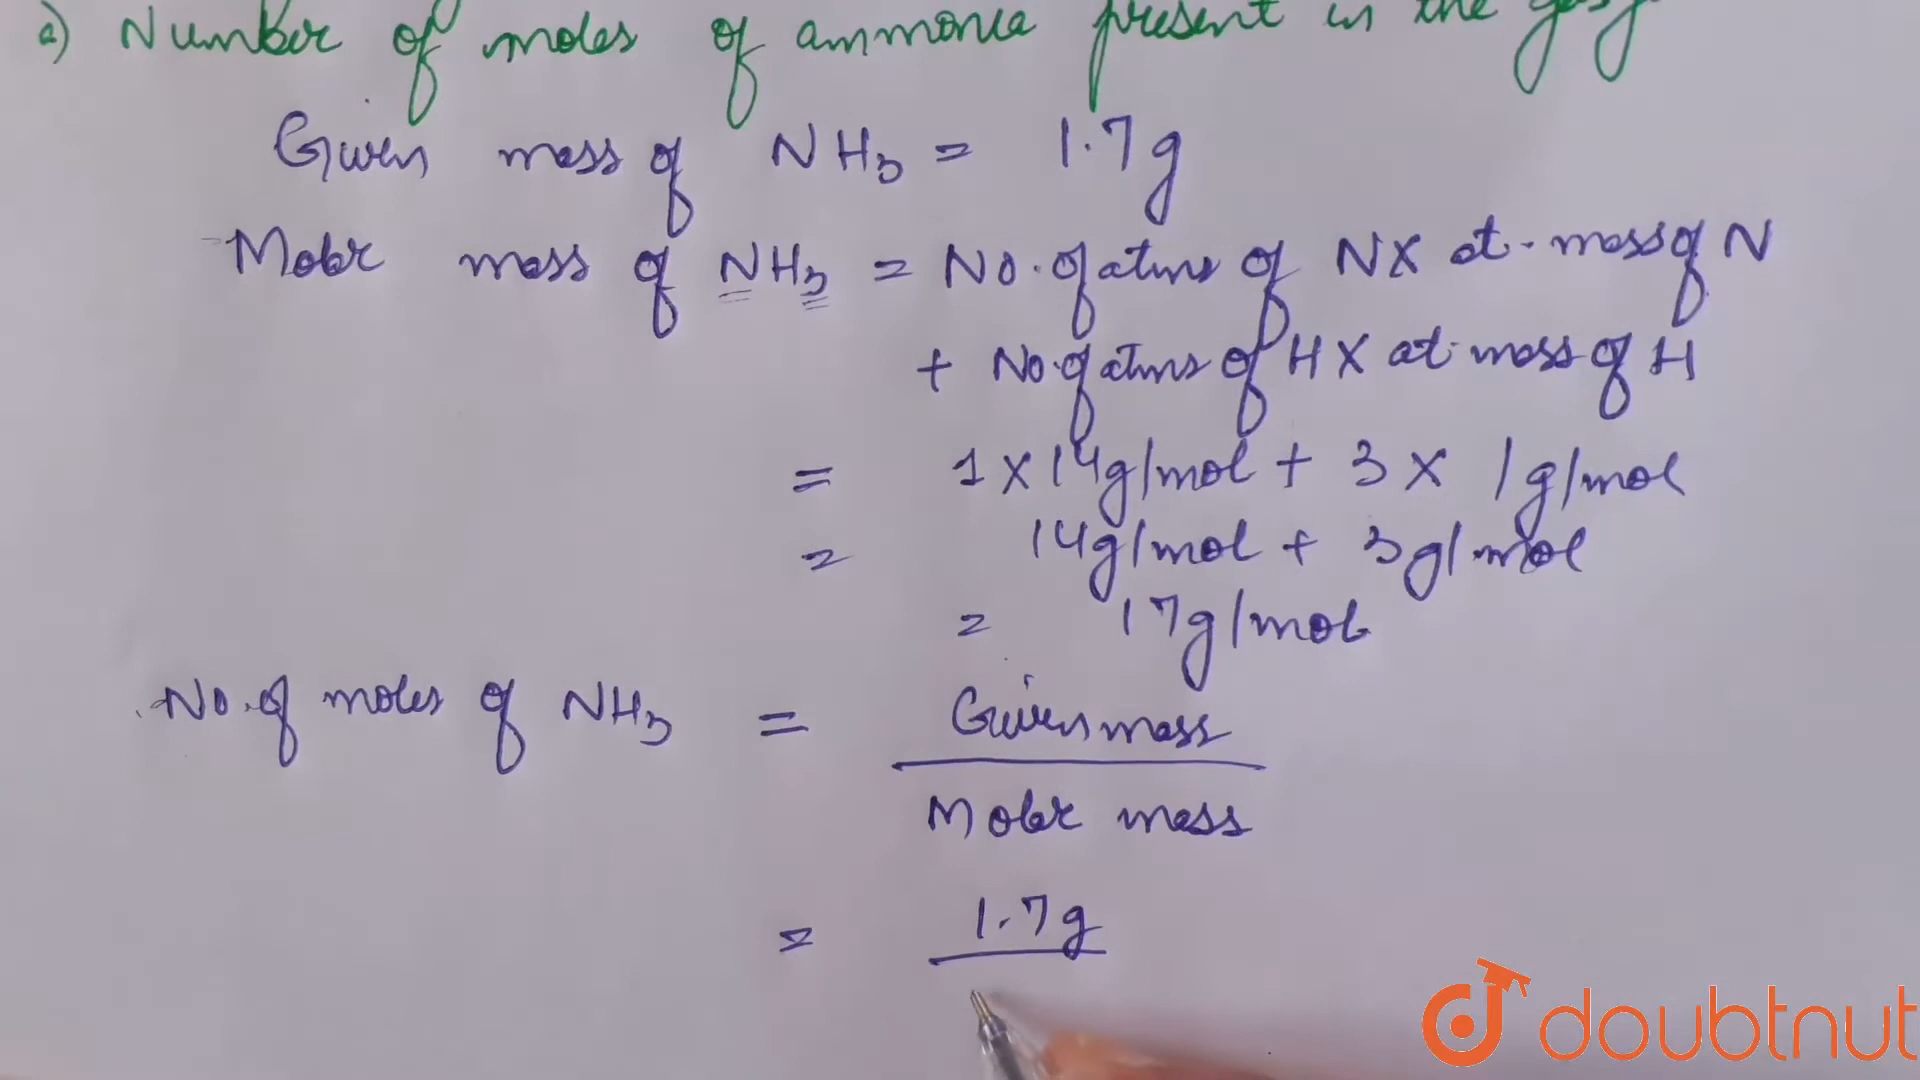 a) Number of moles of ammonia present in the
Given mass of NH3 = 1.7g
Molar mass of NH3 = No. of atoms of N X at. mass of N
+ No. of atoms of H X at. mass of H
= 1 X 14g/mol + 3 X 1g/mol
= 14g/mol + 3g/mol
= 17g/mol
No. of moles of NH3 = Given mass
Molar mass
= 1.7g
doubtnut